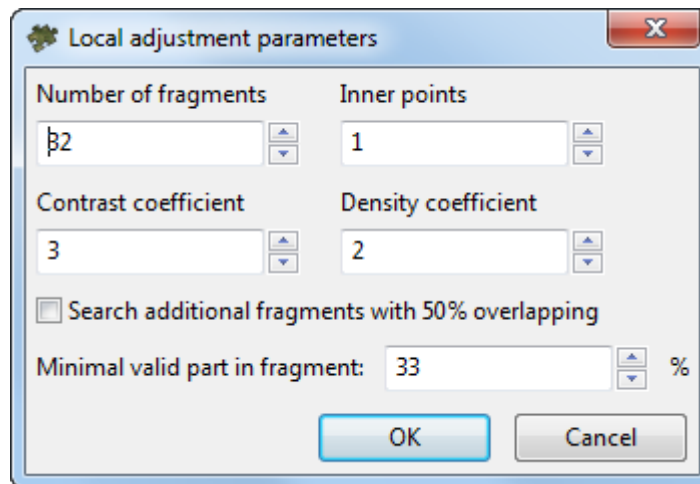 Local adjustment parameters
Number of fragments Inner points
32 1
Contrast coefficient Density coefficient
3 2
Search additional fragments with 50% overlapping
Minimal valid part in fragment: 33 %
OK Cancel